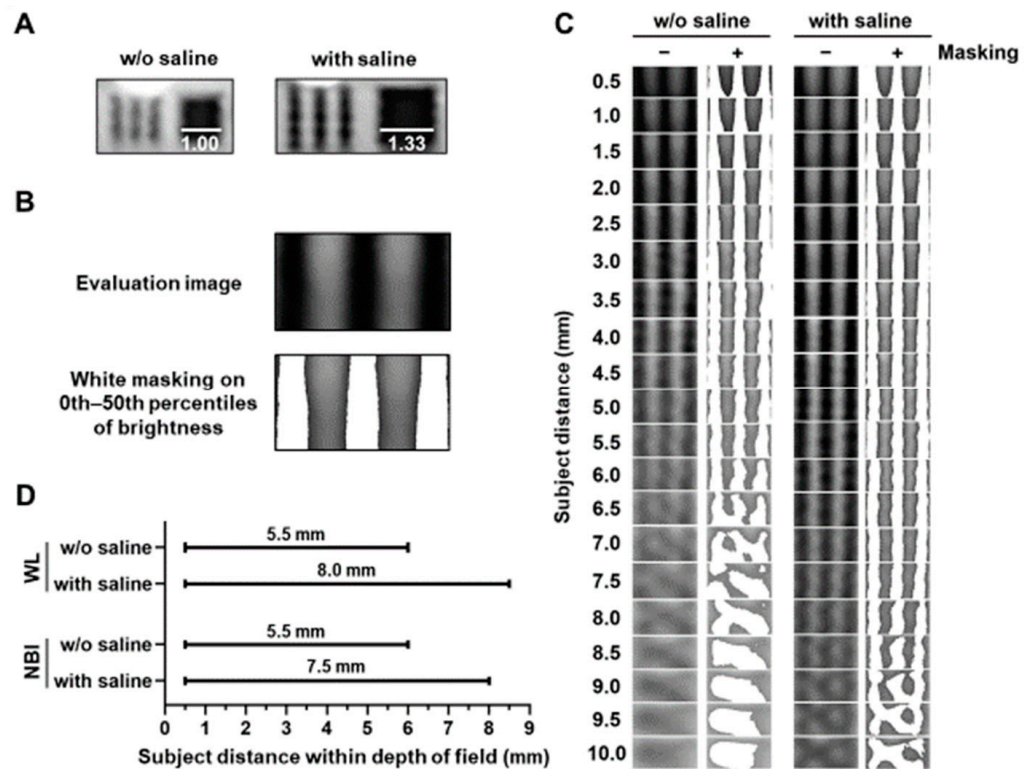 A
w/o saline
with saline
1.00
1.33
B
Evaluation image
White masking on
0th–50th percentiles
of brightness
C
w/o saline
with saline
− + − + Masking
Subject distance (mm)
0.5
1.0
1.5
2.0
2.5
3.0
3.5
4.0
4.5
5.0
5.5
6.0
6.5
7.0
7.5
8.0
8.5
9.0
9.5
10.0
D
WL
w/o saline
5.5 mm
with saline
8.0 mm
NBI
w/o saline
5.5 mm
with saline
7.5 mm
0 1 2 3 4 5 6 7 8 9
Subject distance within depth of field (mm)